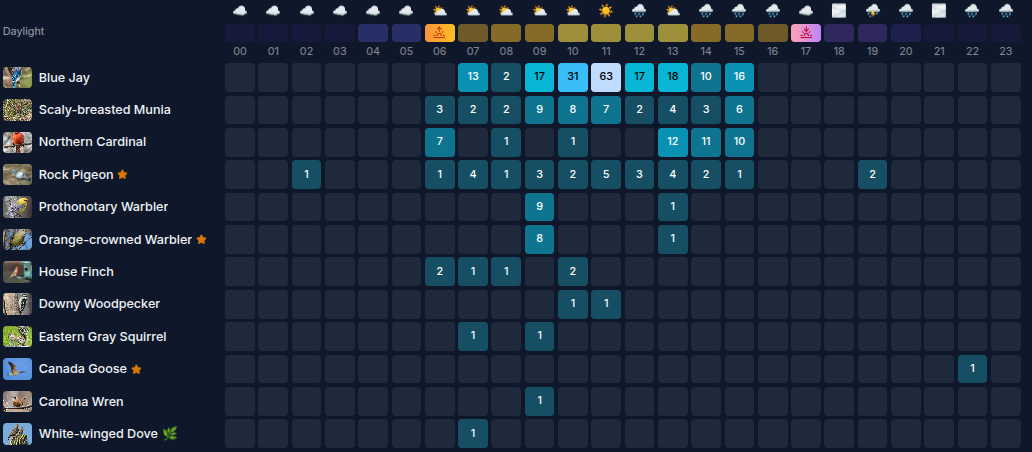 Daylight
00 01 02 03 04 05 06 07 08 09 10 11 12 13 14 15 16 17 18 19 20 21 22 23
Blue Jay 13 2 17 31 63 17 18 10 16
Scaly-breasted Munia 3 2 2 9 8 7 2 4 3 6
Northern Cardinal 7 1 1 12 11 10
Rock Pigeon 1 1 4 1 3 2 5 3 4 2 1 2
Prothonotary Warbler 9 1
Orange-crowned Warbler 8 1
House Finch 2 1 1 2
Downy Woodpecker 1 1
Eastern Gray Squirrel 1 1
Canada Goose 1
Carolina Wren 1
White-winged Dove 1